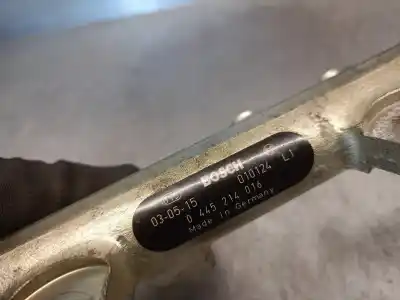 BOSCH
03-05-15 010124 L1
0 445 214 016
Made in Germany